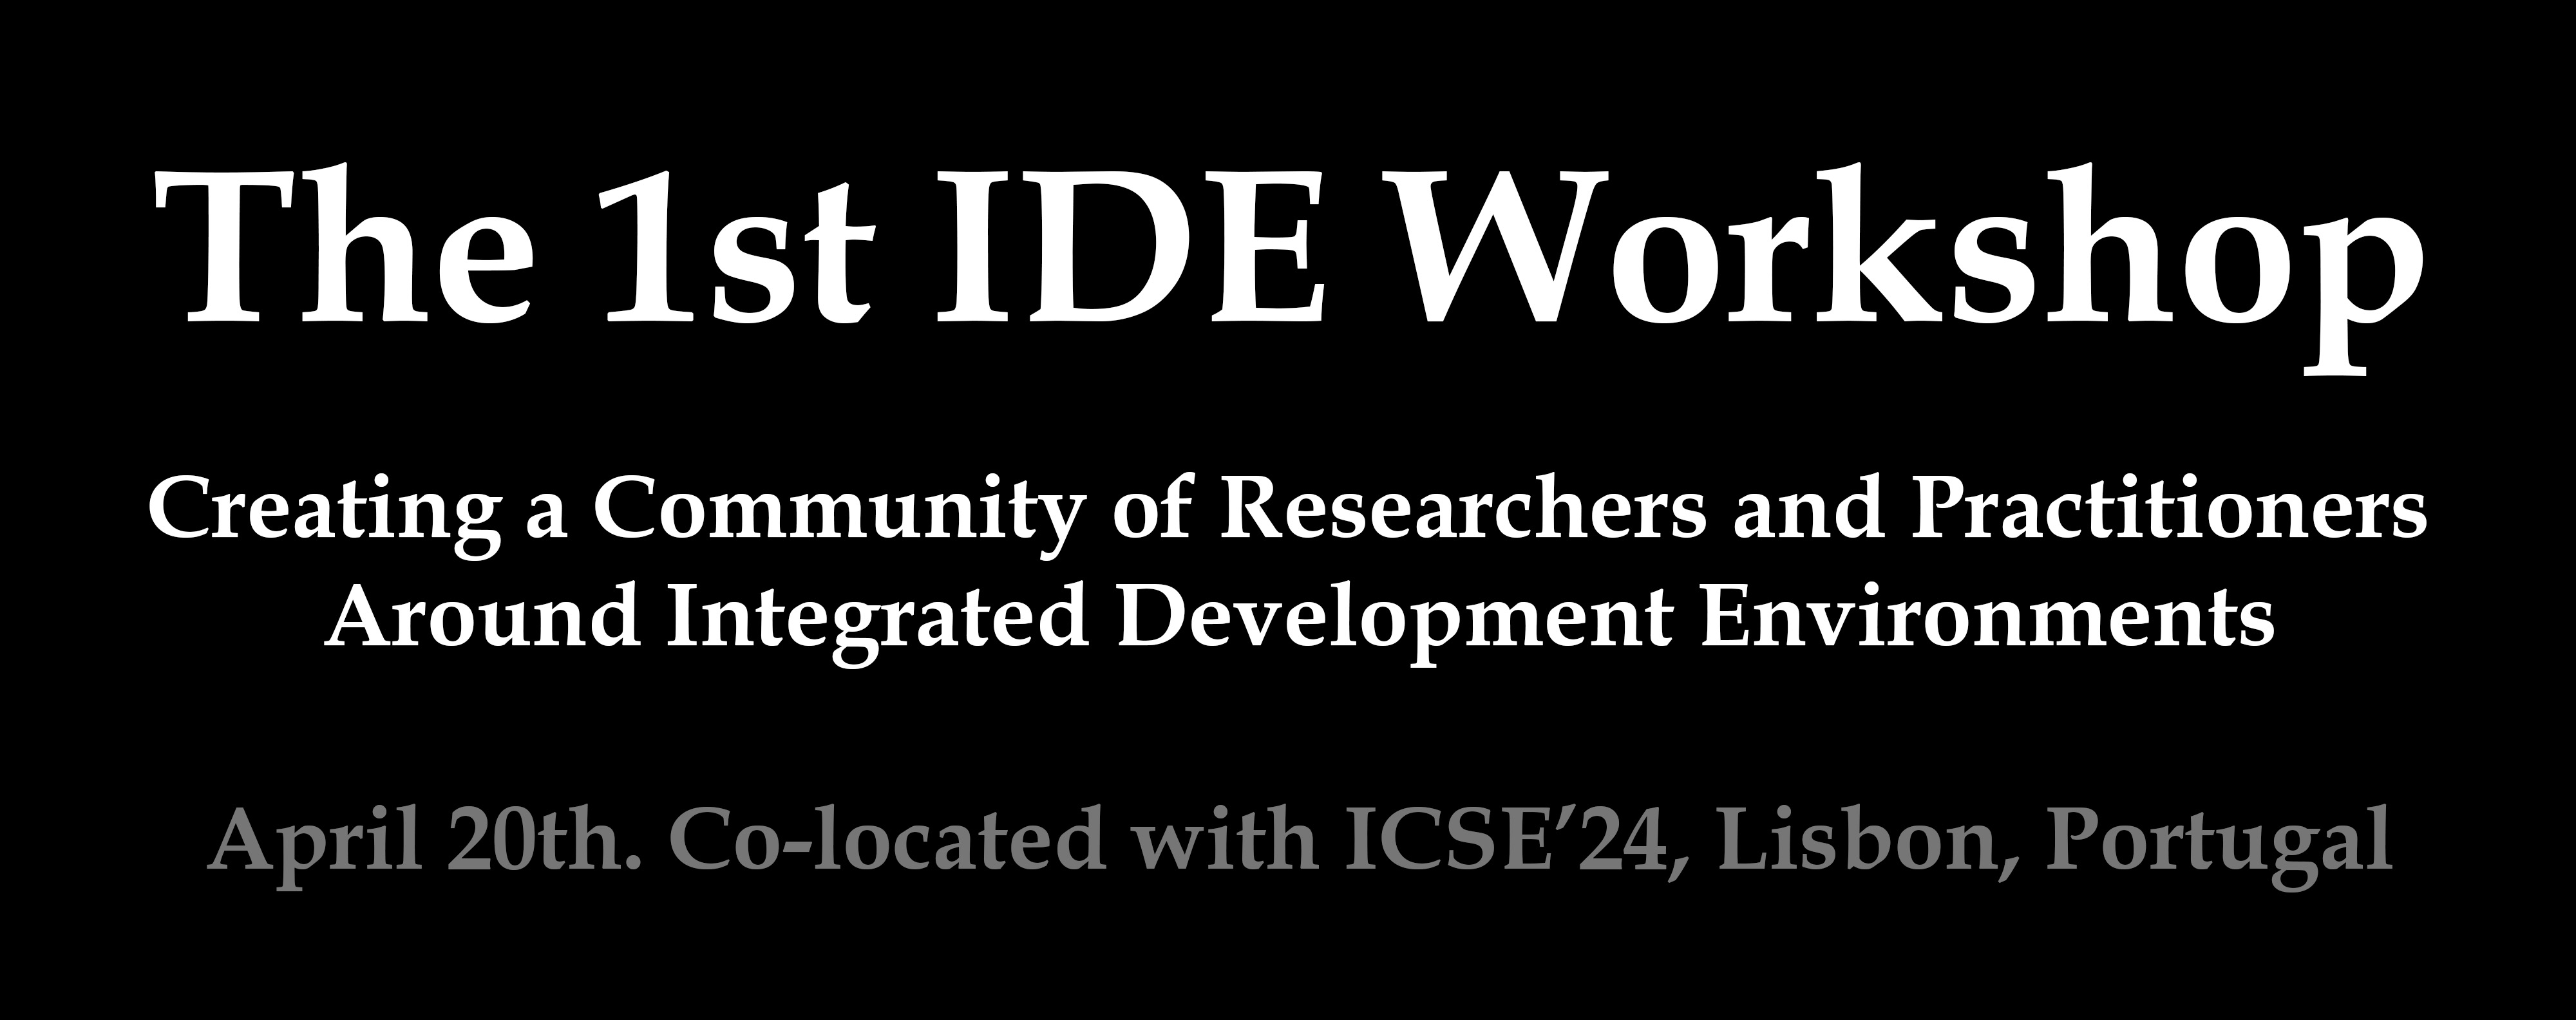 The 1st IDE Workshop
Creating a Community of Researchers and Practitioners
Around Integrated Development Environments
April 20th. Co-located with ICSE’24, Lisbon, Portugal